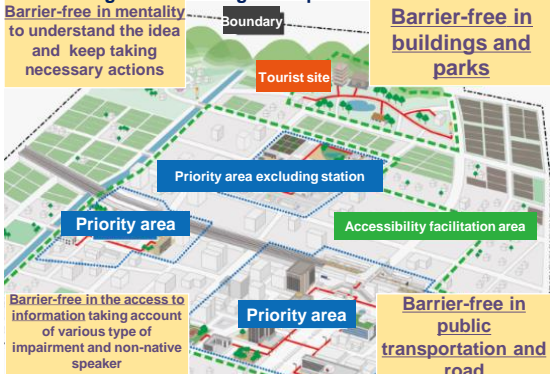 Barrier-free in mentality
to understand the idea
and keep taking
necessary actions
Boundary
Barrier-free in
buildings and
parks
Tourist site
Priority area excluding station
Priority area
Accessibility facilitation area
Barrier-free in the access to
information taking account
of various type of
impairment and non-native
speaker
Priority area
Barrier-free in
public
transportation and
road